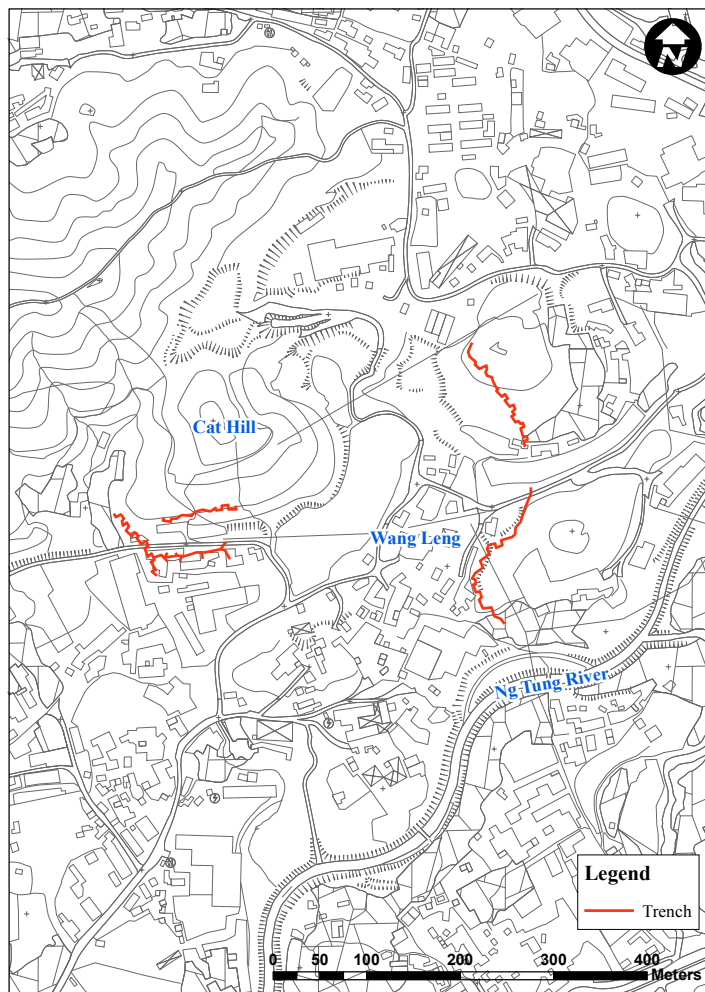 N
Cat Hill
Wang Leng
Ng Tung River
Legend
Trench
0 50 100 200 300 400
Meters